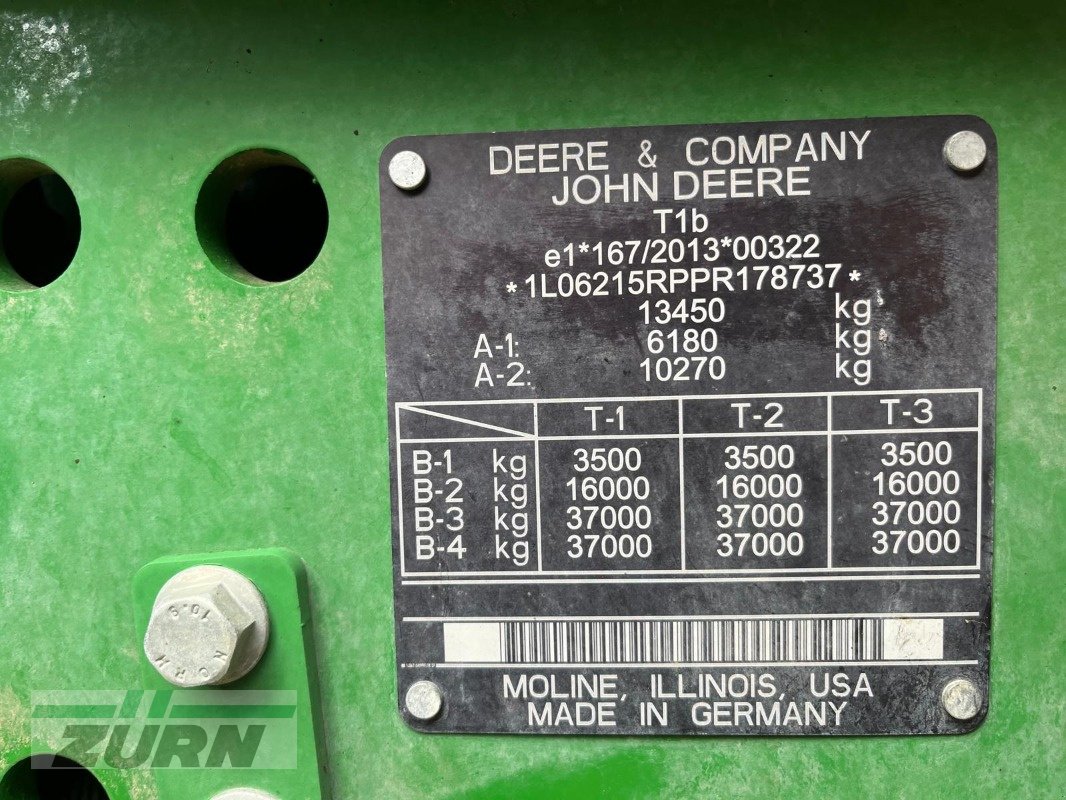 DEERE & COMPANY
JOHN DEERE
T1b
e1*167/2013*00322
*1L06215RPPR178737*
13450 kg
A-1: 6180 kg
A-2: 10270 kg
T-1 T-2 T-3
B-1 kg 3500 3500 3500
B-2 kg 16000 16000 16000
B-3 kg 37000 37000 37000
B-4 kg 37000 37000 37000
MOLINE, ILLINOIS, USA
MADE IN GERMANY
10.9
ZÜRN